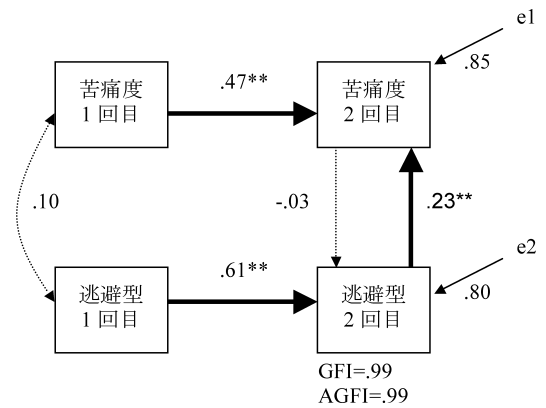 e1
.85
苦痛度
1 回目
.47**
苦痛度
2 回目
.10
-.03
.23**
e2
.80
逃避型
1 回目
.61**
逃避型
2 回目
GFI=.99
AGFI=.99